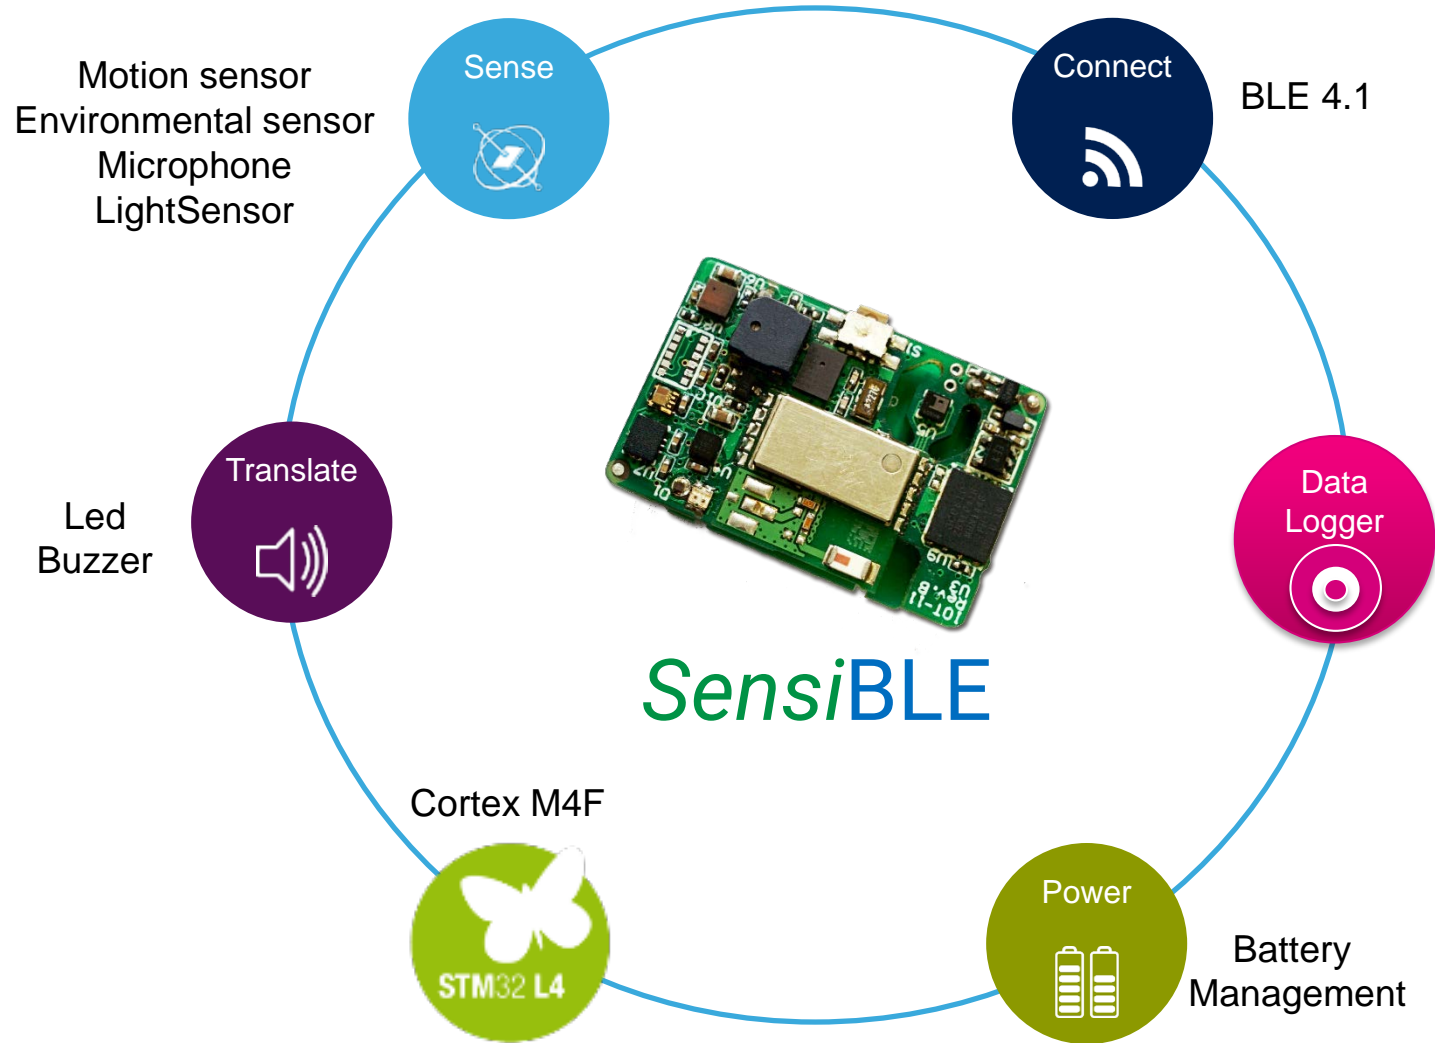 Sense
Motion sensor
Environmental sensor
Microphone
LightSensor
Connect
BLE 4.1
Translate
Led
Buzzer
Data
Logger
SensiBLE
Cortex M4F
STM32 L4
Power
Battery
Management